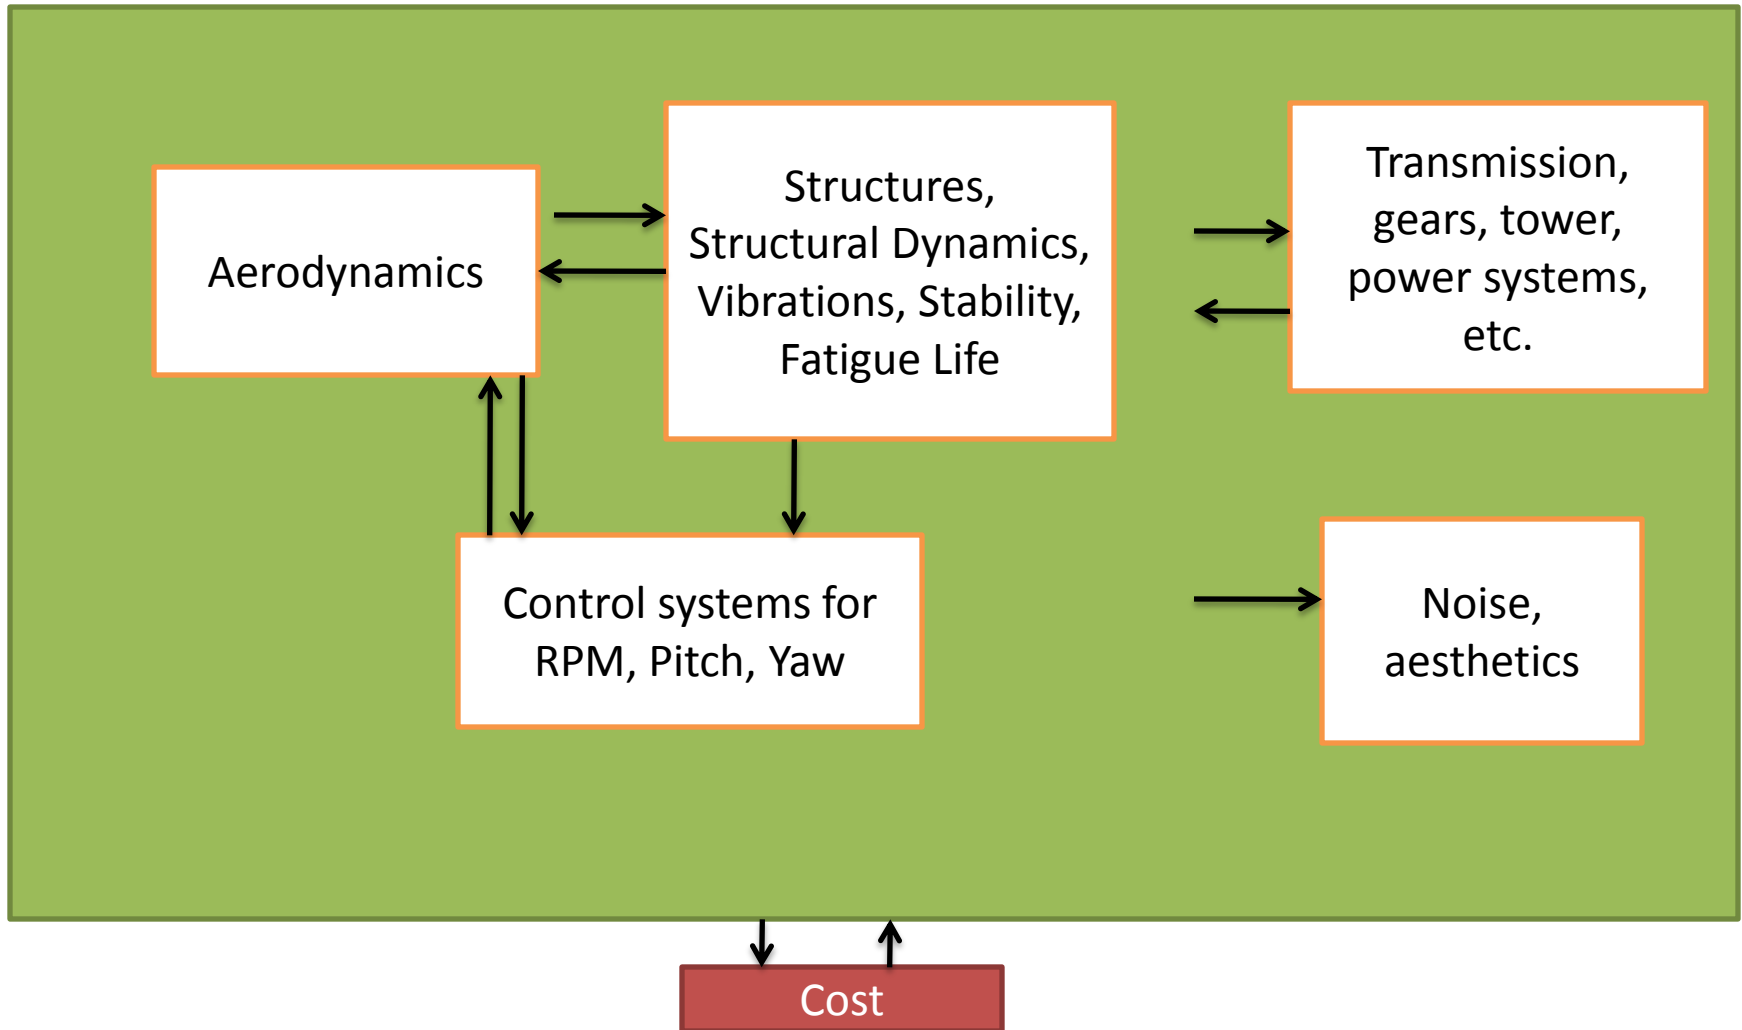 Aerodynamics
Structures,
Structural Dynamics,
Vibrations, Stability,
Fatigue Life
Transmission,
gears, tower,
power systems,
etc.
Control systems for
RPM, Pitch, Yaw
Noise,
aesthetics
Cost